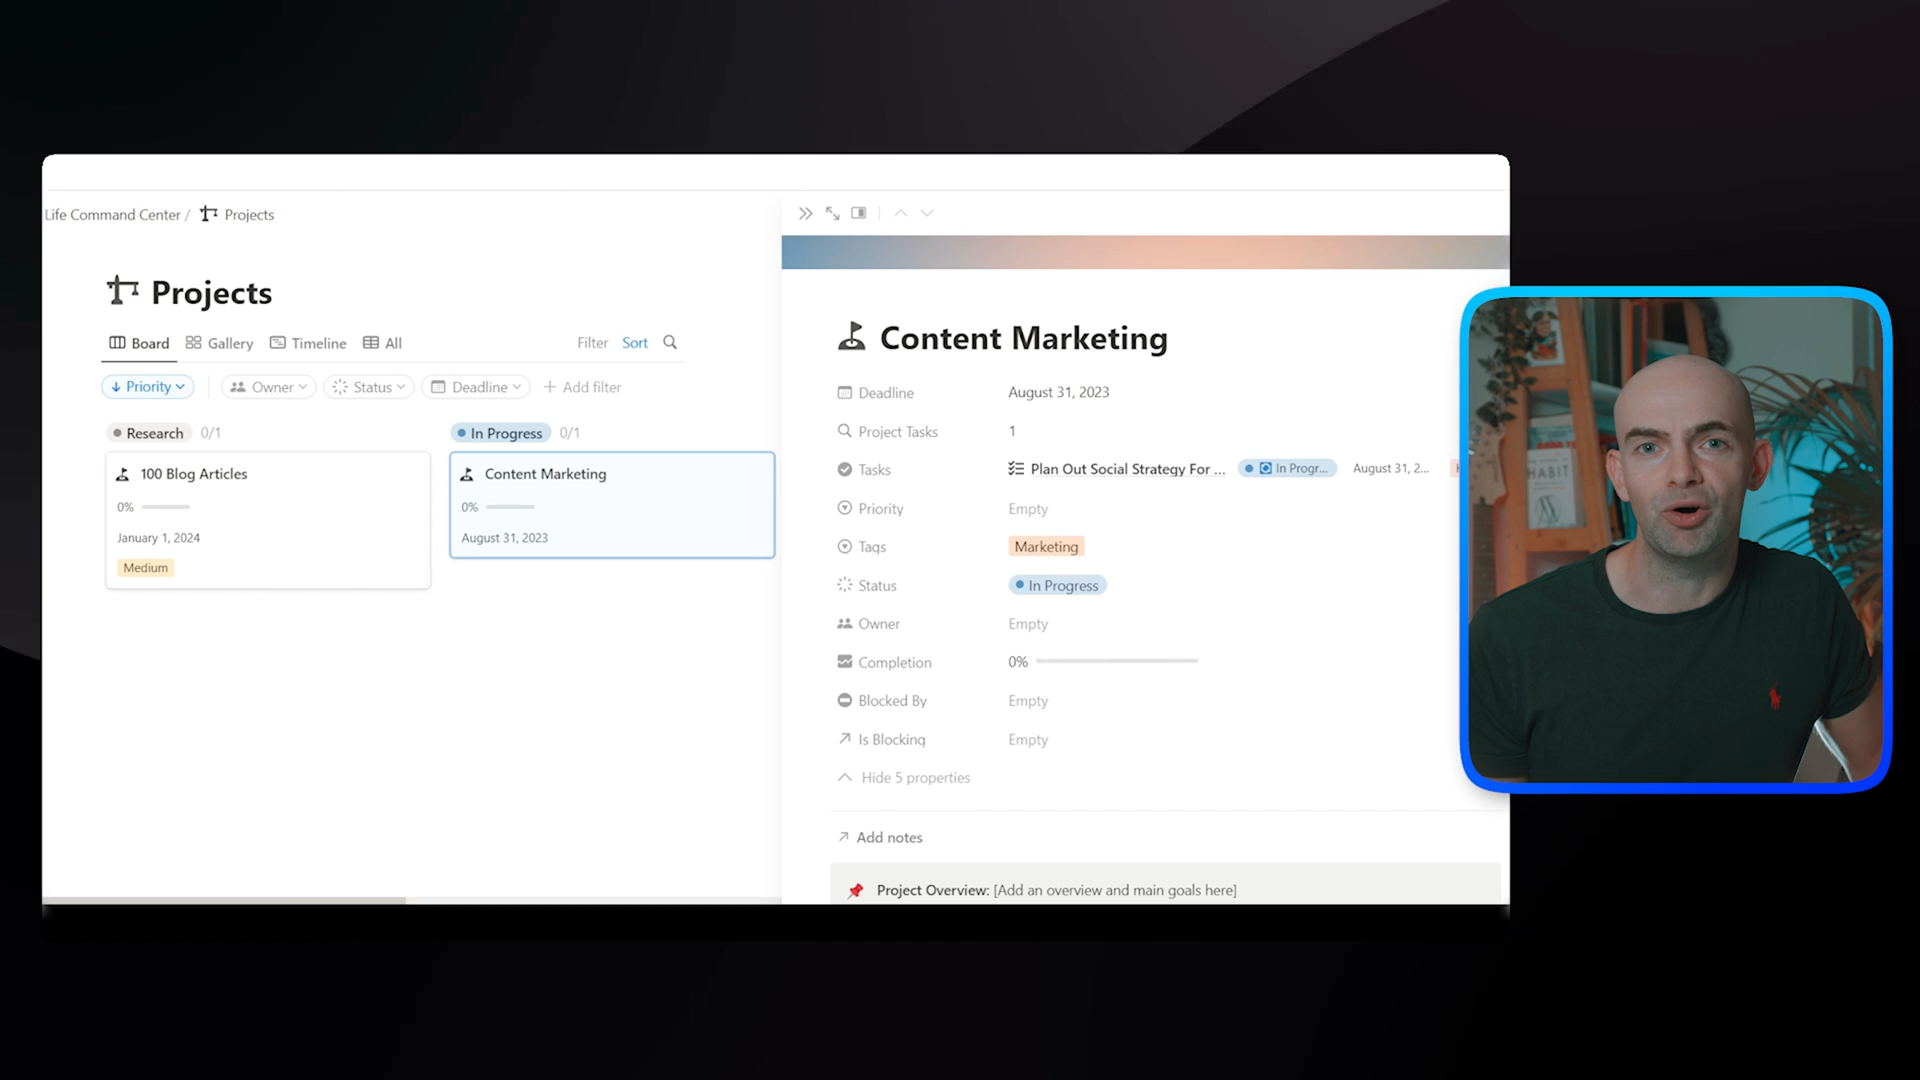 Life Command Center / Projects
Projects
Board Gallery Timeline All Filter Sort
Priority Owner Status Deadline + Add filter
Research 0/1
100 Blog Articles
0%
January 1, 2024
Medium
In Progress 0/1
Content Marketing
0%
August 31, 2023
Content Marketing
Deadline August 31, 2023
Project Tasks 1
Tasks Plan Out Social Strategy For ... In Progr... August 31, 2...
Priority Empty
Tags Marketing
Status In Progress
Owner Empty
Completion 0%
Blocked By Empty
Is Blocking Empty
Hide 5 properties
Add notes
Project Overview: [Add an overview and main goals here]
HABIT